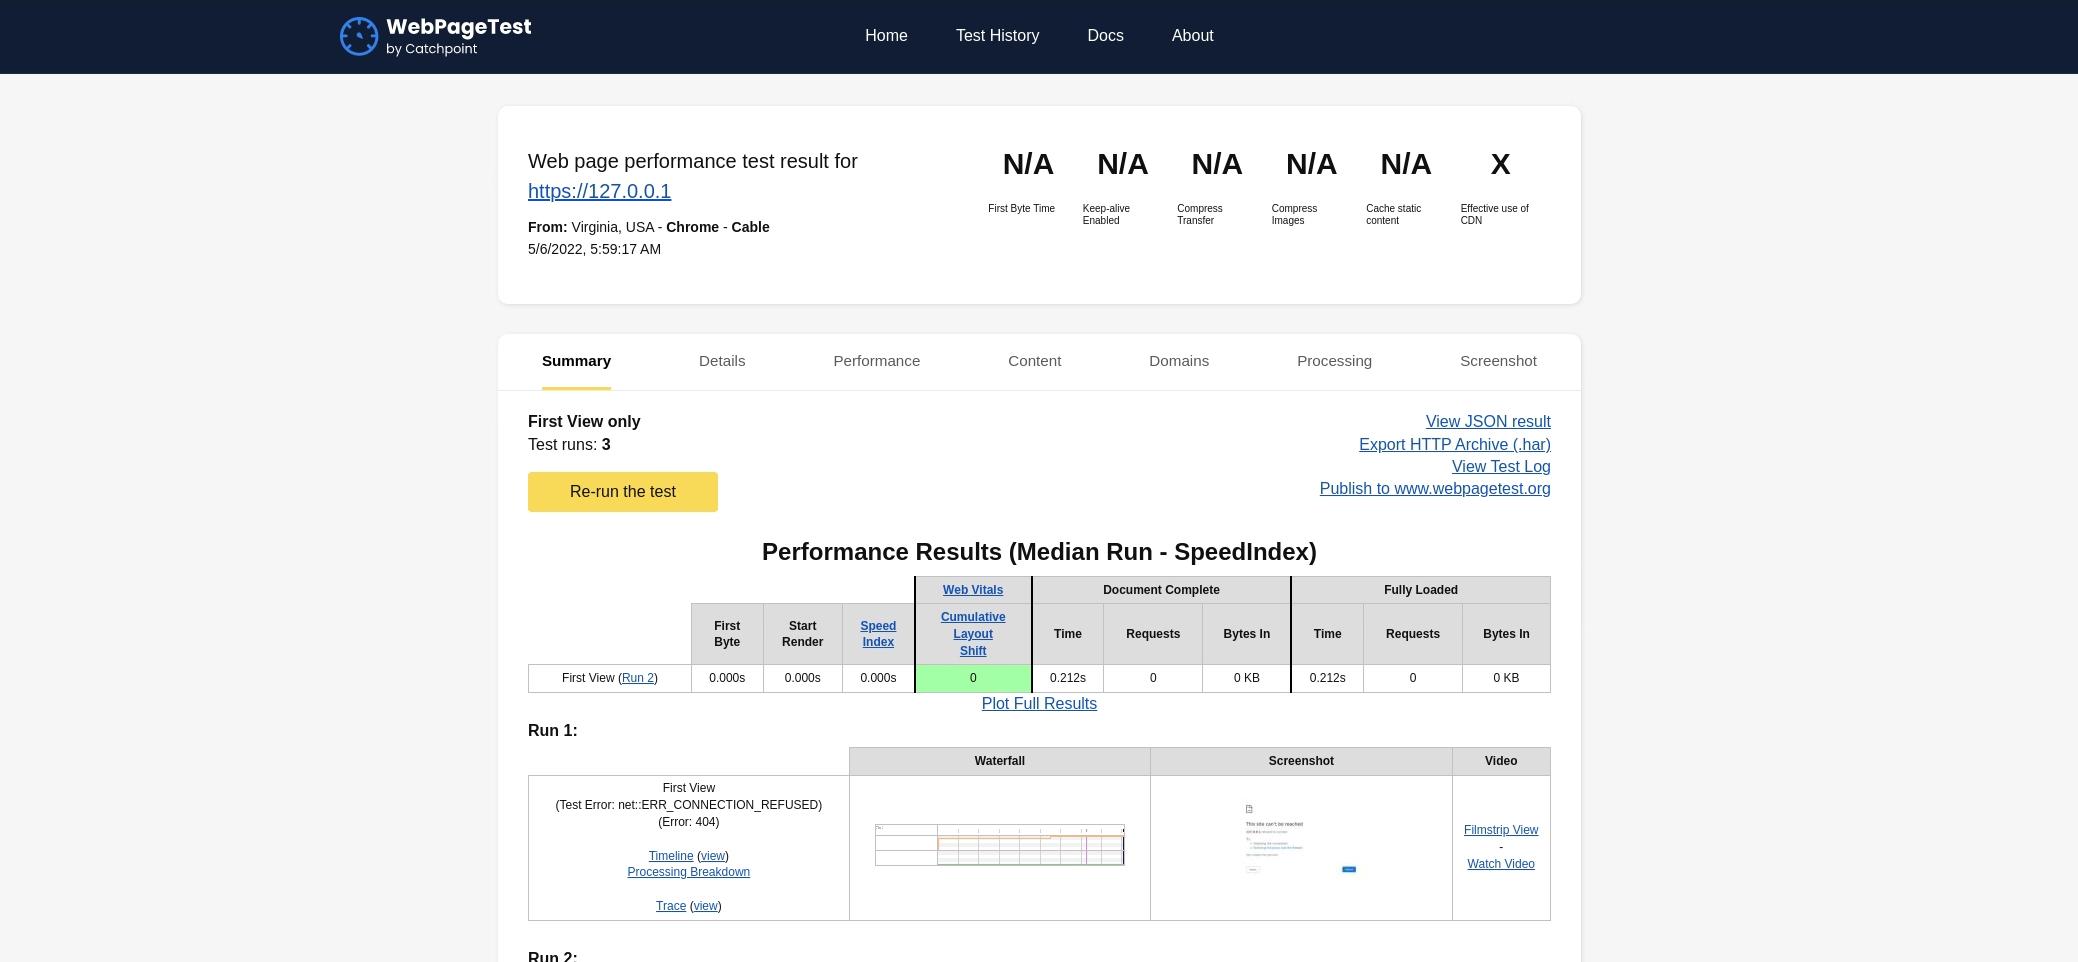 WebPageTest
by Catchpoint
Home Test History Docs About
Web page performance test result for
https://127.0.0.1
From: Virginia, USA - Chrome - Cable
5/6/2022, 5:59:17 AM
N/A N/A N/A N/A N/A X
First Byte Time
Keep-alive
Enabled
Compress
Transfer
Compress
Images
Cache static
content
Effective use of
CDN
Summary Details Performance Content Domains Processing Screenshot
First View only
Test runs: 3
Re-run the test
View JSON result
Export HTTP Archive (.har)
View Test Log
Publish to www.webpagetest.org
Performance Results (Median Run - SpeedIndex)
Web Vitals Document Complete Fully Loaded
First
Byte
Start
Render
Speed
Index
Cumulative
Layout
Shift
Time Requests Bytes In Time Requests Bytes In
First View (Run 2) 0.000s 0.000s 0.000s 0 0.212s 0 0 KB 0.212s 0 0 KB
Plot Full Results
Run 1:
Waterfall Screenshot Video
First View
(Test Error: net::ERR_CONNECTION_REFUSED)
(Error: 404)
Timeline (view)
Processing Breakdown
Trace (view)
This site can't be reached
Filmstrip View
-
Watch Video
Run 2: